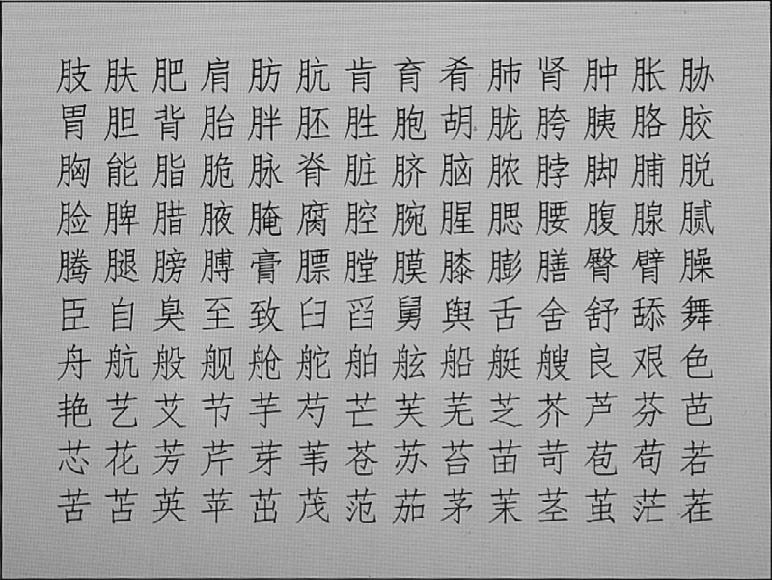 肢肤肥肩肪肮肯育肴肺肾肿胀胁
胃胆背胎胖胚胜胞胡胧胯胰胳胶
胸能脂脆脉脊脏脐脑脓脖脚脯脱
脸脾腊腋腌腐腔腕腥腮腰腹腺腻
腾腿膀膊膏膘膛膜膝膨膳臀臂臊
臣自臭至致臼舀舅舆舌舍舒舔舞
舟航般舰舱舵舶舷船艇艘良艰色
艳艺艾节芋芍芒芙芜芝芥芦芬芭
芯花芳芹芽苇苍苏苔苗苛苞苟若
苦苫英苹茁茂范茄茅茉茎茧茫茬